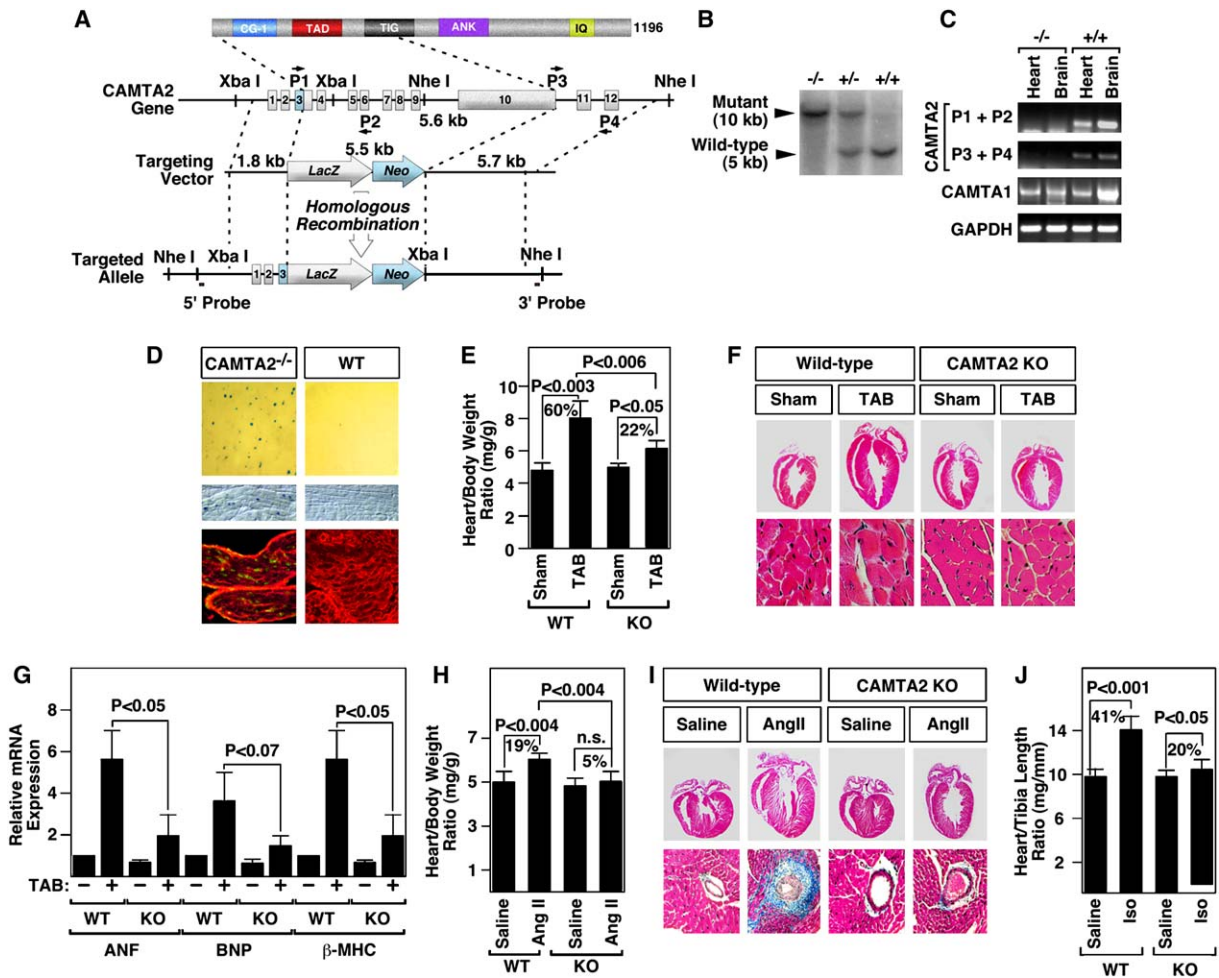 A
CG-1 TAD TIG ANK IQ 1196
Xba I P1 Xba I Nhe I P3 Nhe I
CAMTA2
Gene
1 2 3 4 5 6 7 8 9 10 11 12
P2 5.6 kb P4
1.8 kb 5.5 kb 5.7 kb
Targeting
Vector
LacZ Neo
Homologous
Recombination
Nhe I Xba I Xba I Nhe I
Targeted
Allele
1 2 3 LacZ Neo
5' Probe 3' Probe
B
-/- +/- +/+
Mutant
(10 kb)
Wild-type
(5 kb)
C
-/- +/+
Heart Brain Heart Brain
CAMTA2
P1 + P2
P3 + P4
CAMTA1
GAPDH
D
CAMTA2-/- WT
E
P<0.006
P<0.003
60%
P<0.05
22%
Heart/Body Weight
Ratio (mg/g)
10
8
6
4
2
0
Sham TAB Sham TAB
WT KO
F
Wild-type CAMTA2 KO
Sham TAB Sham TAB
G
P<0.05
P<0.07
P<0.05
Relative mRNA
Expression
8
6
4
2
TAB: – + – + – + – + – + – +
WT KO WT KO WT KO
ANF BNP β-MHC
H
P<0.004
P<0.004
19%
n.s.
5%
Heart/Body Weight
Ratio (mg/g)
7
5
3
1
Saline Ang II Saline Ang II
WT KO
I
Wild-type CAMTA2 KO
Saline AngII Saline AngII
J
P<0.001
41%
P<0.05
20%
Heart/Tibia Length
Ratio (mg/mm)
14
10
6
2
Saline Iso Saline Iso
WT KO